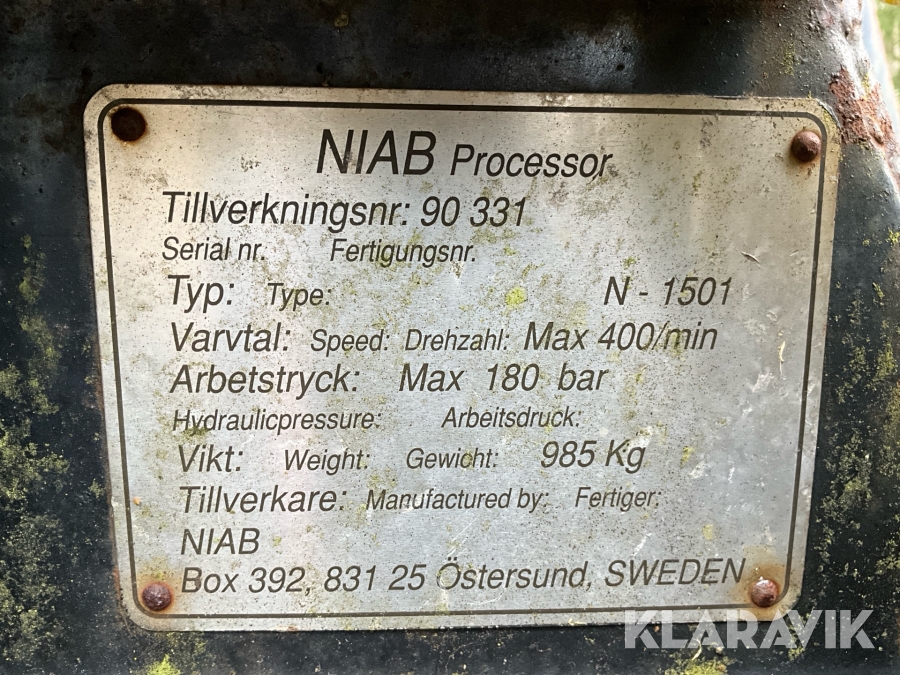 NIAB Processor
Tillverkningsnr: 90 331
Serial nr. Fertigungsnr.
Typ: Type: N - 1501
Varvtal: Speed: Drehzahl: Max 400/min
Arbetstryck: Max 180 bar
Hydraulicpressure: Arbeitsdruck:
Vikt: Weight: Gewicht: 985 Kg
Tillverkare: Manufactured by: Fertiger:
NIAB
Box 392, 831 25 Östersund, SWEDEN
KLARAVIK.